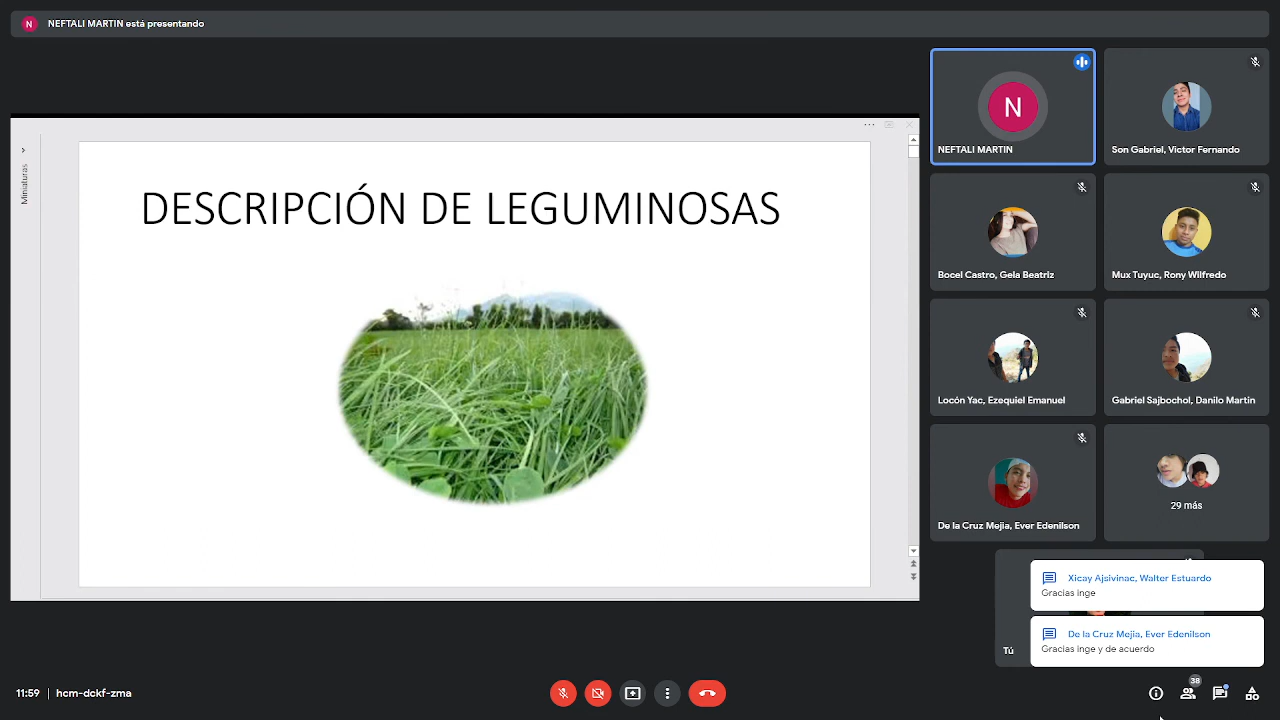 N NEFTALI MARTIN está presentando
Miniaturas
DESCRIPCIÓN DE LEGUMINOSAS
N
NEFTALI MARTIN
Son Gabriel, Victor Fernando
Bocel Castro, Gela Beatriz
Mux Tuyuc, Rony Wilfredo
Locón Yac, Ezequiel Emanuel
Gabriel Sajbochol, Danilo Martin
De la Cruz Mejia, Ever Edenilson
29 más
Tú
Xicay Ajsivinac, Walter Estuardo
Gracias Inge
De la Cruz Mejia, Ever Edenilson
Gracias Inge y de acuerdo
11:59 | hcm-dckf-zma
38